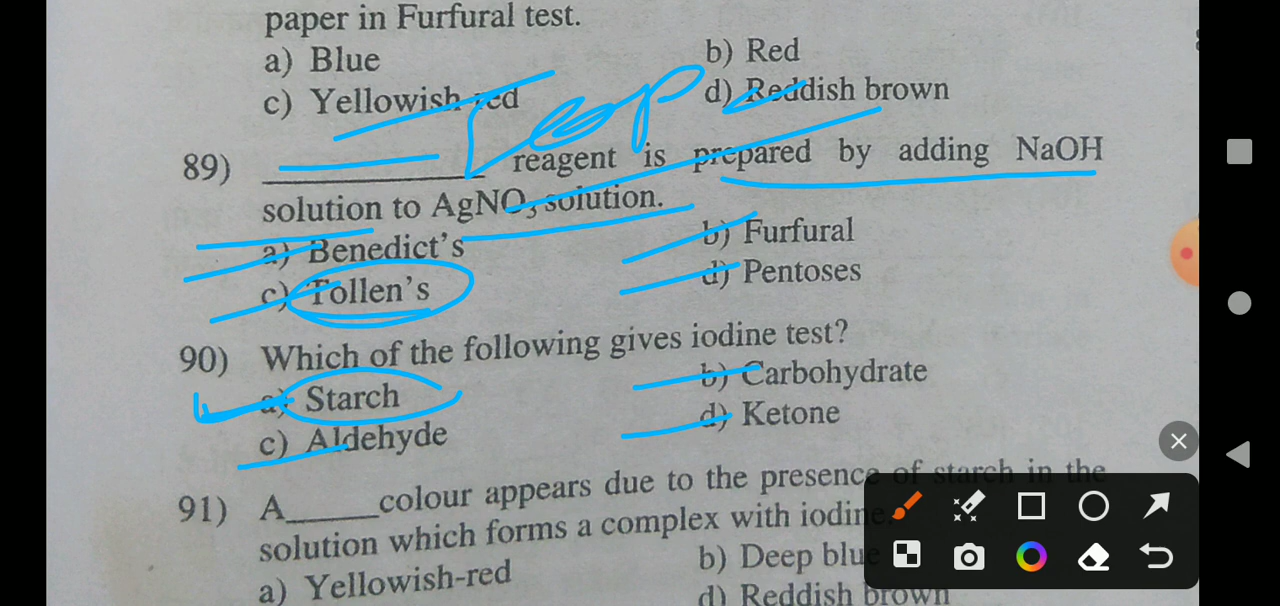 paper in Furfural test.
a) Blue
b) Red
c) Yellowish-red
d) Reddish brown
89) ________ reagent is prepared by adding NaOH
solution to AgNO₃ solution.
a) Benedict's
b) Furfural
c) Tollen's
d) Pentoses
90) Which of the following gives iodine test?
a) Starch
b) Carbohydrate
c) Aldehyde
d) Ketone
91) A_____colour appears due to the presence of starch in the
solution which forms a complex with iodine.
a) Yellowish-red
b) Deep blue
d) Reddish brown